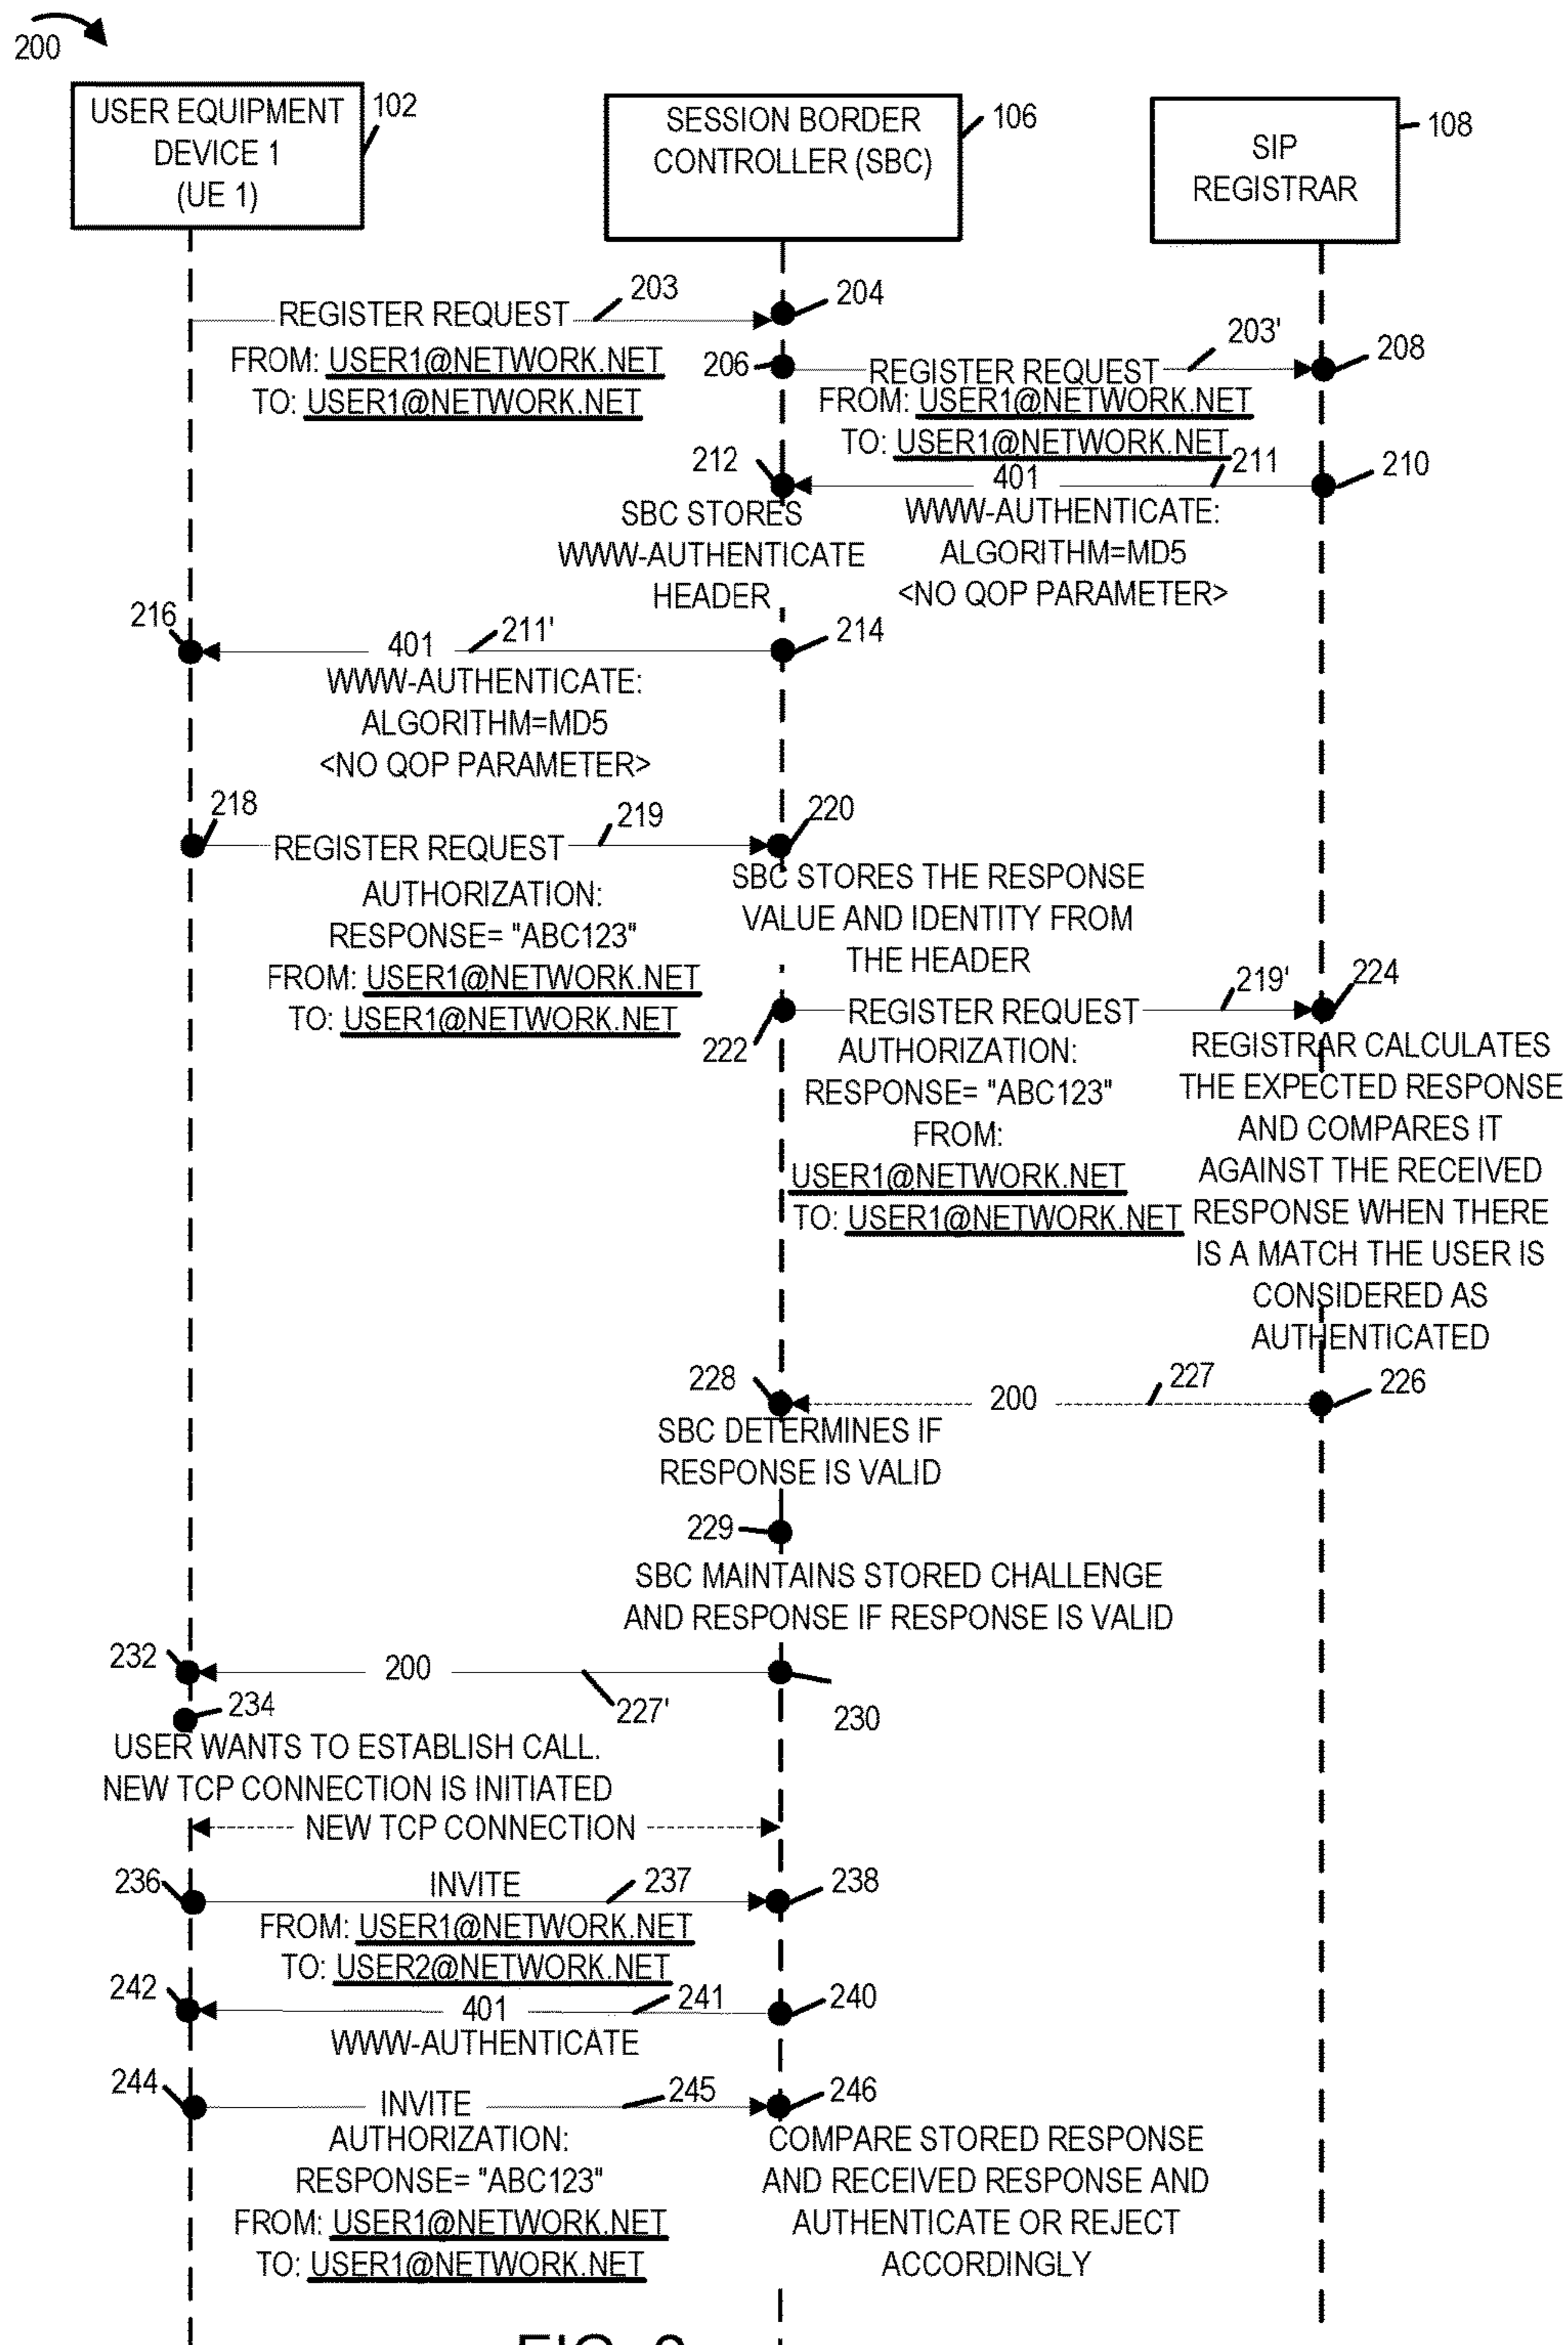 200
USER EQUIPMENT
DEVICE 1
(UE 1)
102
SESSION BORDER
CONTROLLER (SBC)
106
SIP
REGISTRAR
108
REGISTER REQUEST
203
204
FROM: USER1@NETWORK.NET
TO: USER1@NETWORK.NET
206
REGISTER REQUEST
203'
208
FROM: USER1@NETWORK.NET
TO: USER1@NETWORK.NET
212
401
211
210
SBC STORES
WWW-AUTHENTICATE
HEADER
WWW-AUTHENTICATE:
ALGORITHM=MD5
<NO QOP PARAMETER>
216
401
211'
214
WWW-AUTHENTICATE:
ALGORITHM=MD5
<NO QOP PARAMETER>
218
REGISTER REQUEST
219
220
AUTHORIZATION:
RESPONSE= "ABC123"
FROM: USER1@NETWORK.NET
TO: USER1@NETWORK.NET
SBC STORES THE RESPONSE
VALUE AND IDENTITY FROM
THE HEADER
222
REGISTER REQUEST
219'
224
AUTHORIZATION:
RESPONSE= "ABC123"
FROM:
USER1@NETWORK.NET
TO: USER1@NETWORK.NET
REGISTRAR CALCULATES
THE EXPECTED RESPONSE
AND COMPARES IT
AGAINST THE RECEIVED
RESPONSE WHEN THERE
IS A MATCH THE USER IS
CONSIDERED AS
AUTHENTICATED
228
200
227
226
SBC DETERMINES IF
RESPONSE IS VALID
229
SBC MAINTAINS STORED CHALLENGE
AND RESPONSE IF RESPONSE IS VALID
232
200
227'
230
234
USER WANTS TO ESTABLISH CALL.
NEW TCP CONNECTION IS INITIATED
NEW TCP CONNECTION
236
INVITE
237
238
FROM: USER1@NETWORK.NET
TO: USER2@NETWORK.NET
242
401
241
240
WWW-AUTHENTICATE
244
INVITE
245
246
AUTHORIZATION:
RESPONSE= "ABC123"
FROM: USER1@NETWORK.NET
TO: USER1@NETWORK.NET
COMPARE STORED RESPONSE
AND RECEIVED RESPONSE AND
AUTHENTICATE OR REJECT
ACCORDINGLY
FIG.